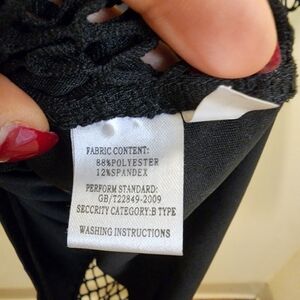 FABRIC CONTENT:
88%POLYESTER
12%SPANDEX
PERFORM STANDARD:
GB/T22849-2009
SECCRITY CATEGORY:B TYPE
WASHING INSTRUCTIONS